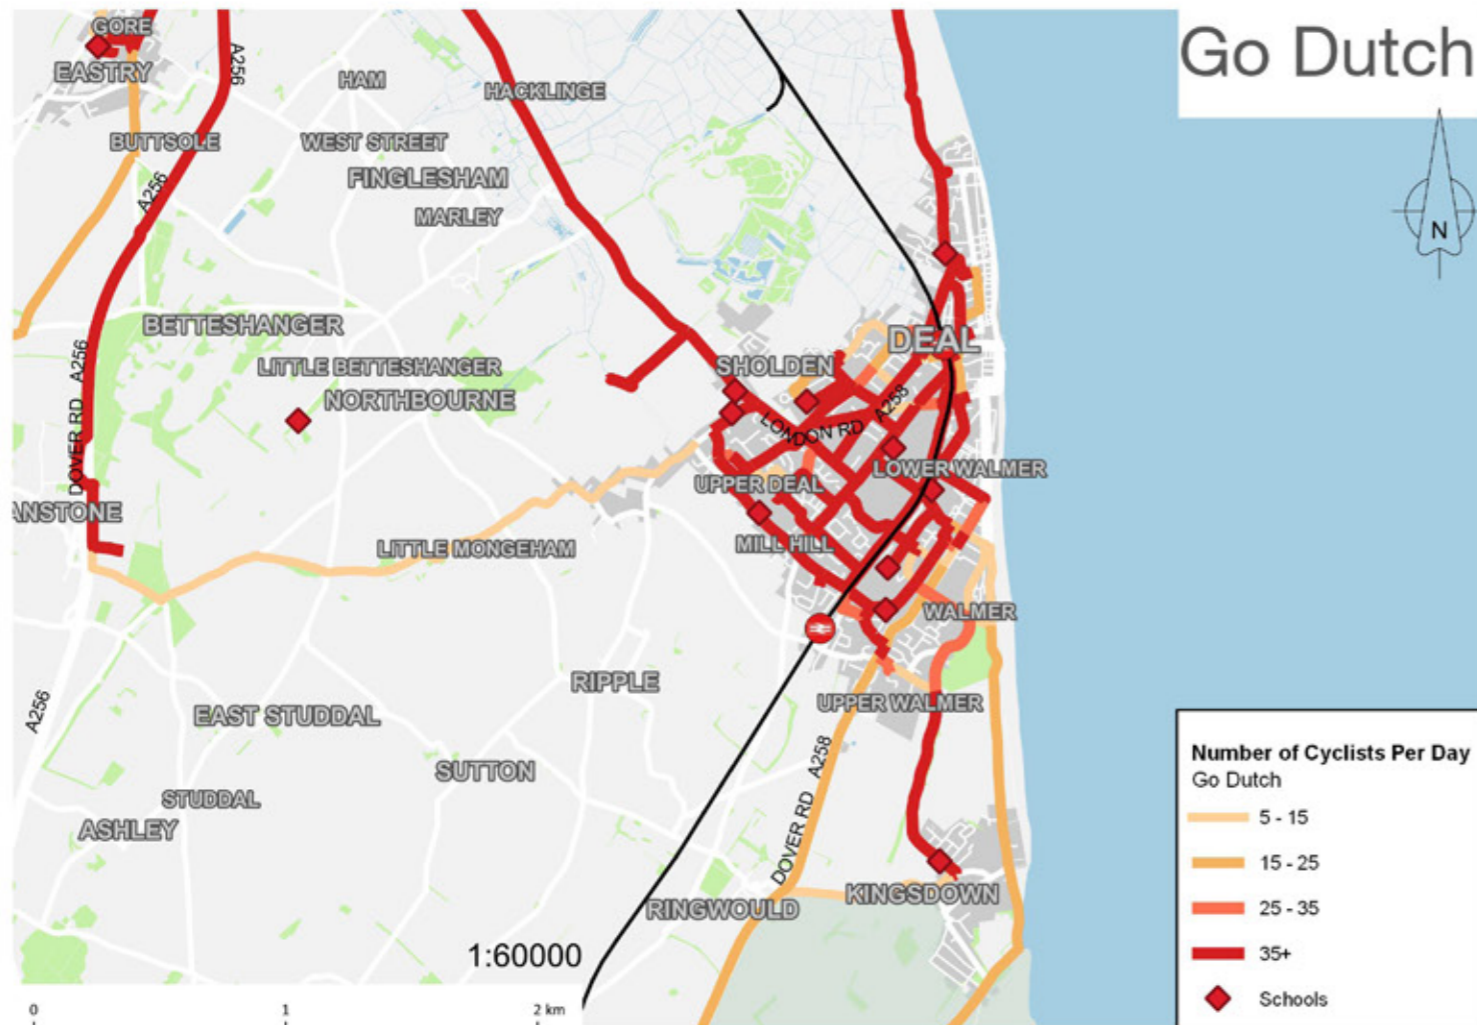 Go Dutch
GORE
EASTRY
A256
HAM
HACKLINGE
BUTTSOLE
WEST STREET
FINGLESHAM
A256
MARLEY
N
BETTESHANGER
DEAL
LITTLE BETTESHANGER
SHOLDEN
NORTHBOURNE
DOVER RD A256
A258
LONDON RD
LOWER WALMER
UPPER DEAL
ANSTONE
MILL HILL
LITTLE MONGEHAM
WALMER
RIPPLE
UPPER WALMER
A256
EAST STUDDAL
SUTTON
DOVER RD A258
STUDDAL
ASHLEY
KINGSDOWN
RINGWOULD
1:60000
0 1 2 km
Number of Cyclists Per Day
Go Dutch
5 - 15
15 - 25
25 - 35
35+
Schools